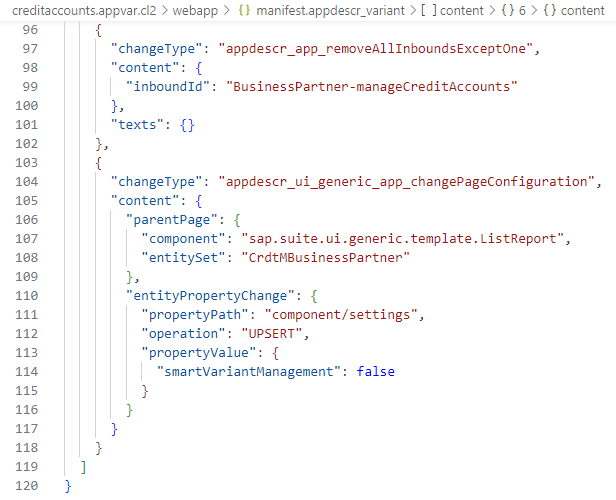 creditaccounts.appvar.cl2 > webapp > {} manifest.appdescr_variant > [ ] content > {} 6 > {} content
96 {
97 "changeType": "appdescr_app_removeAllInboundsExceptOne",
98 "content": {
99 "inboundId": "BusinessPartner-manageCreditAccounts"
100 },
101 "texts": {}
102 },
103 {
104 "changeType": "appdescr_ui_generic_app_changePageConfiguration",
105 "content": {
106 "parentPage": {
107 "component": "sap.suite.ui.generic.template.ListReport",
108 "entitySet": "CrdtMBusinessPartner"
109 },
110 "entityPropertyChange": {
111 "propertyPath": "component/settings",
112 "operation": "UPSERT",
113 "propertyValue": {
114 "smartVariantManagement": false
115 }
116 }
117 }
118 }
119 ]
120 }